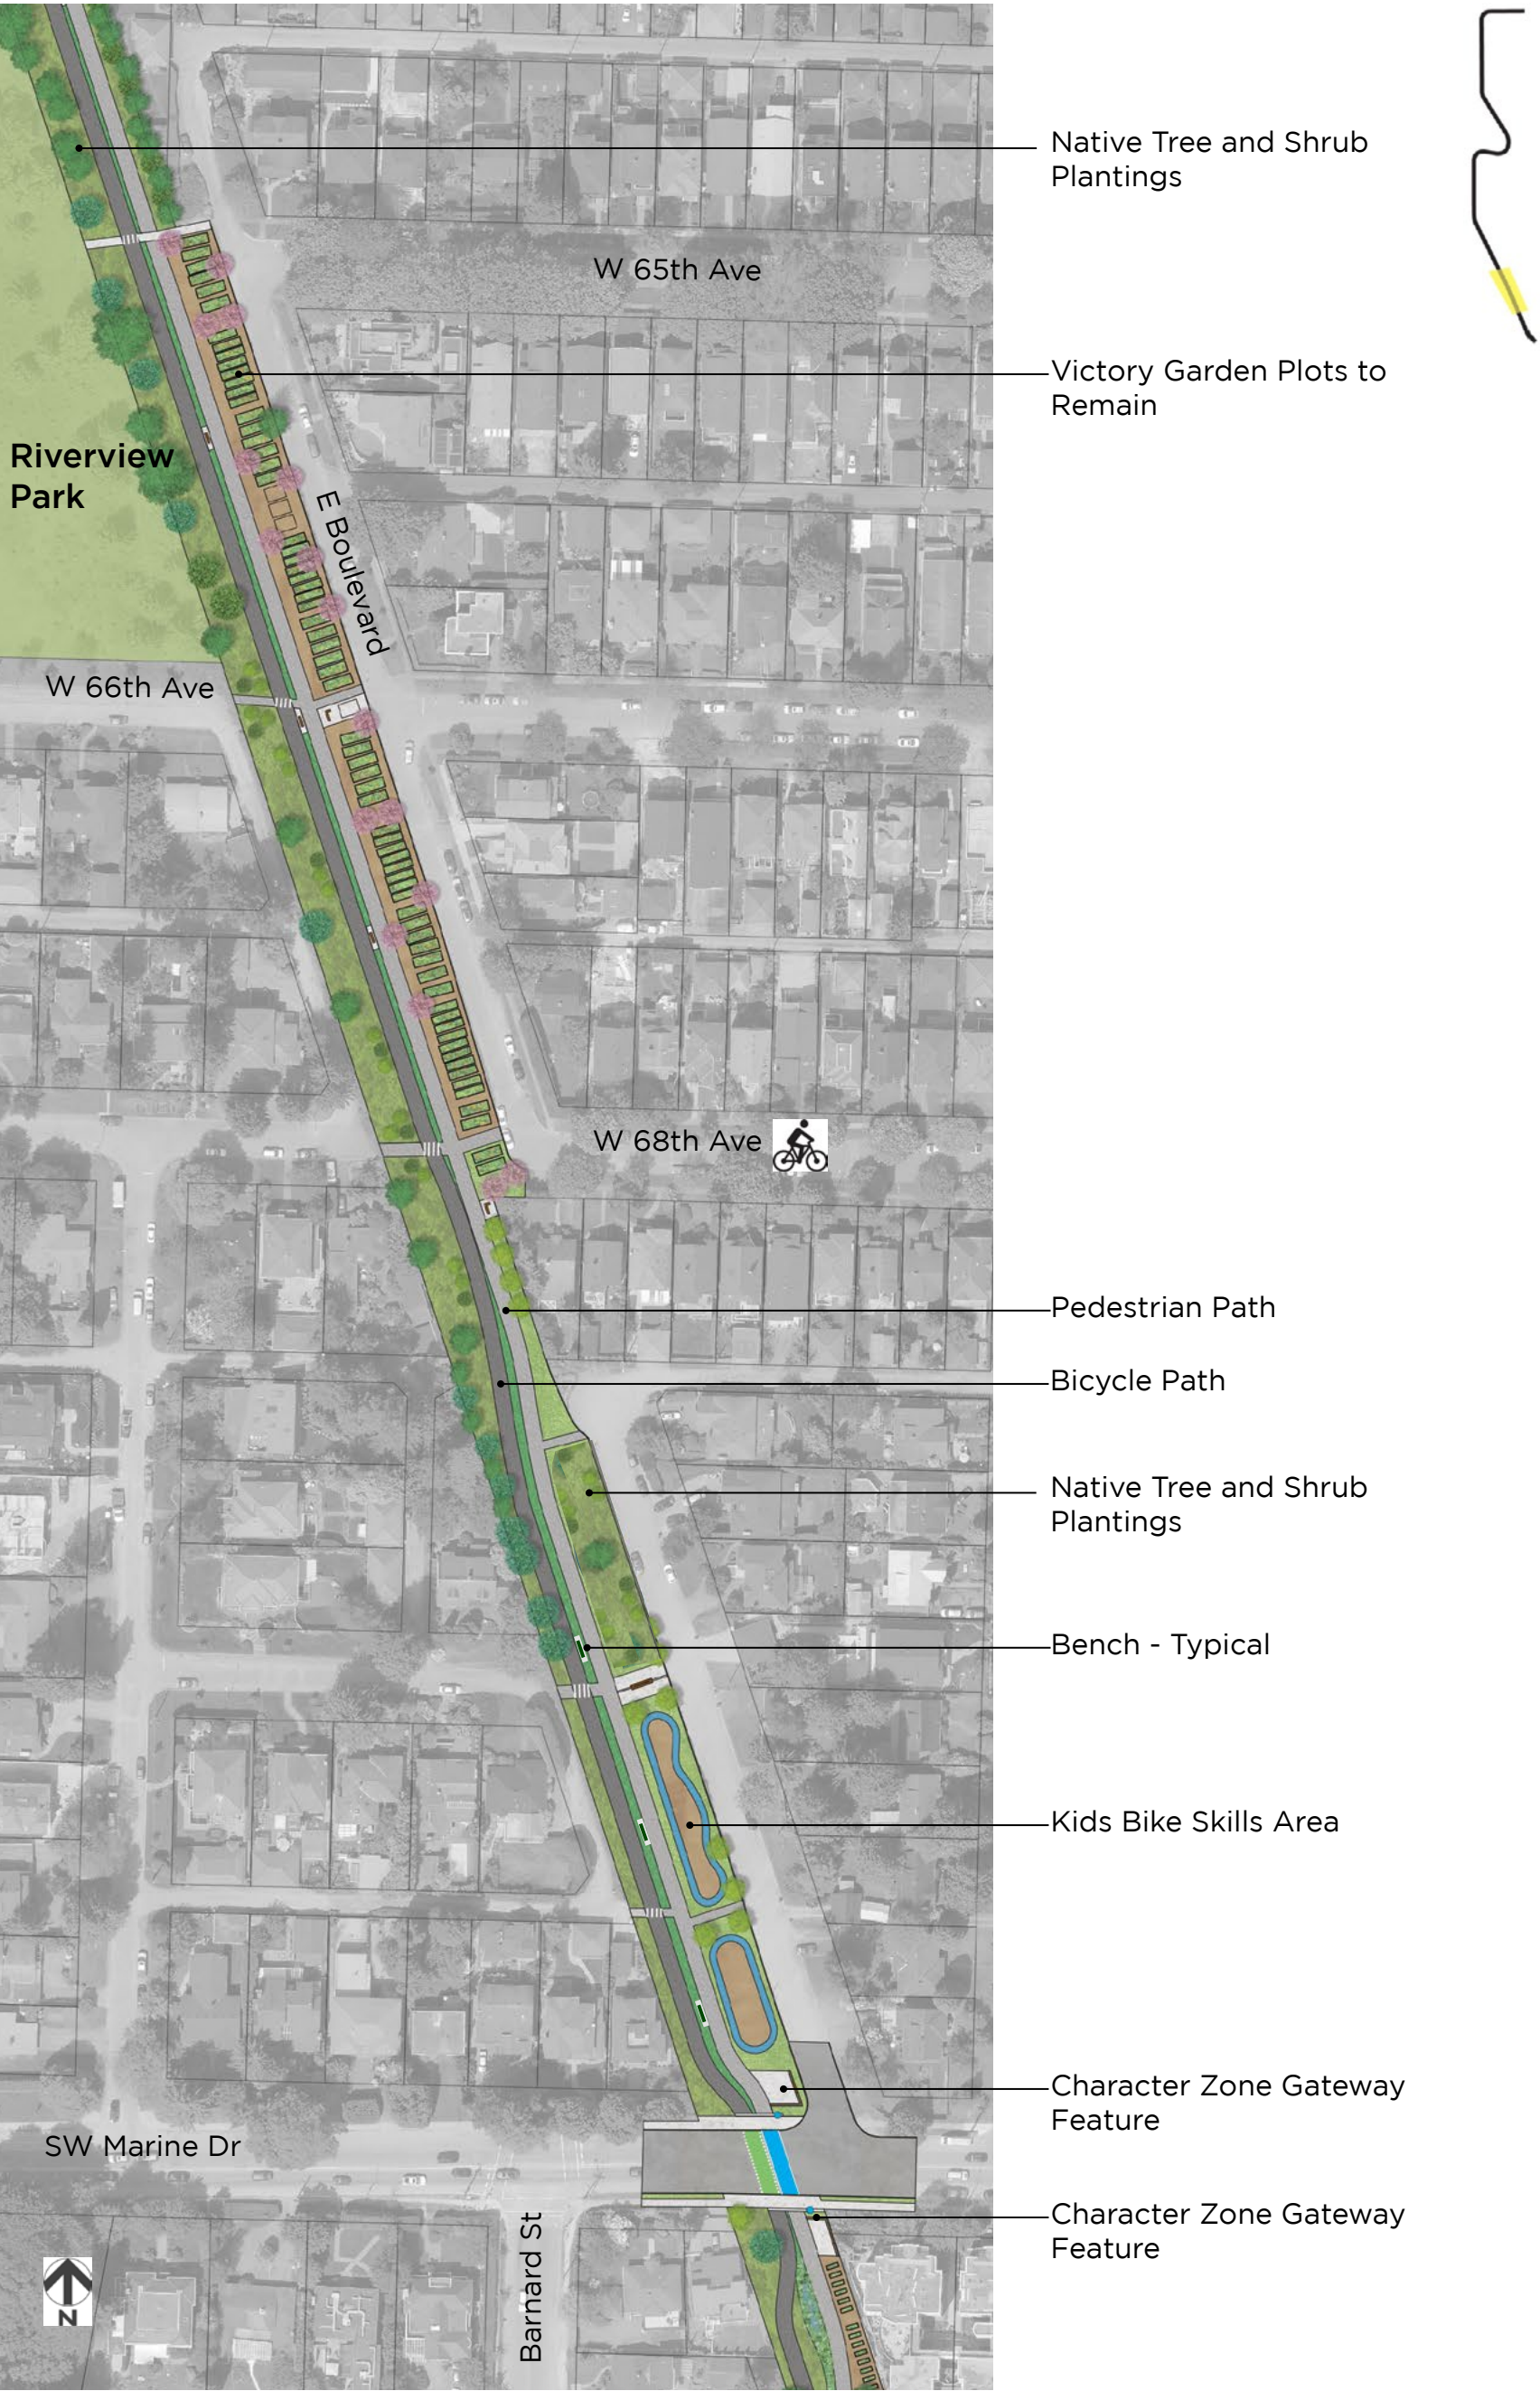 Native Tree and Shrub
Plantings
W 65th Ave
Victory Garden Plots to
Remain
Riverview
Park
E Boulevard
W 66th Ave
W 68th Ave
Pedestrian Path
Bicycle Path
Native Tree and Shrub
Plantings
Bench - Typical
Kids Bike Skills Area
Character Zone Gateway
Feature
SW Marine Dr
Character Zone Gateway
Feature
Barnard St
N